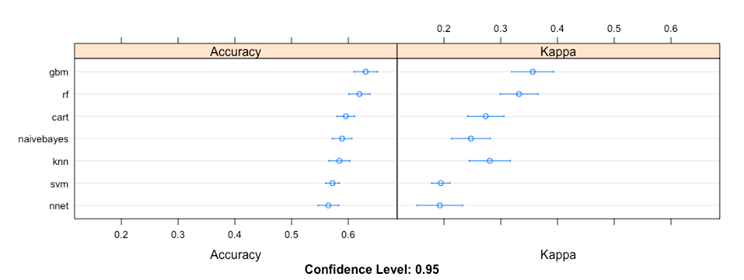 0.2 0.3 0.4 0.5 0.6
Accuracy Kappa
gbm
rf
cart
naivebayes
knn
svm
nnet
0.2 0.3 0.4 0.5 0.6
Accuracy Kappa
Confidence Level: 0.95